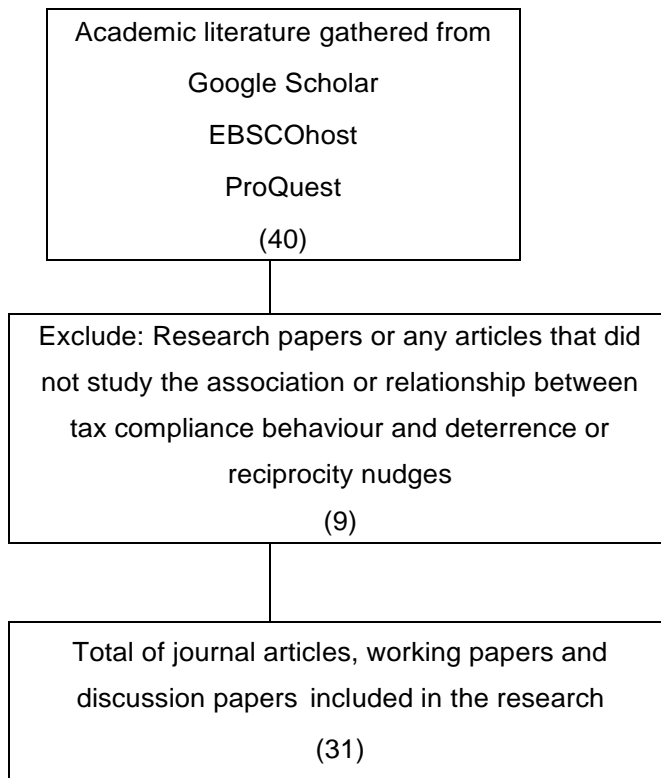 Academic literature gathered from
Google Scholar
EBSCOhost
ProQuest
(40)
Exclude: Research papers or any articles that did
not study the association or relationship between
tax compliance behaviour and deterrence or
reciprocity nudges
(9)
Total of journal articles, working papers and
discussion papers included in the research
(31)